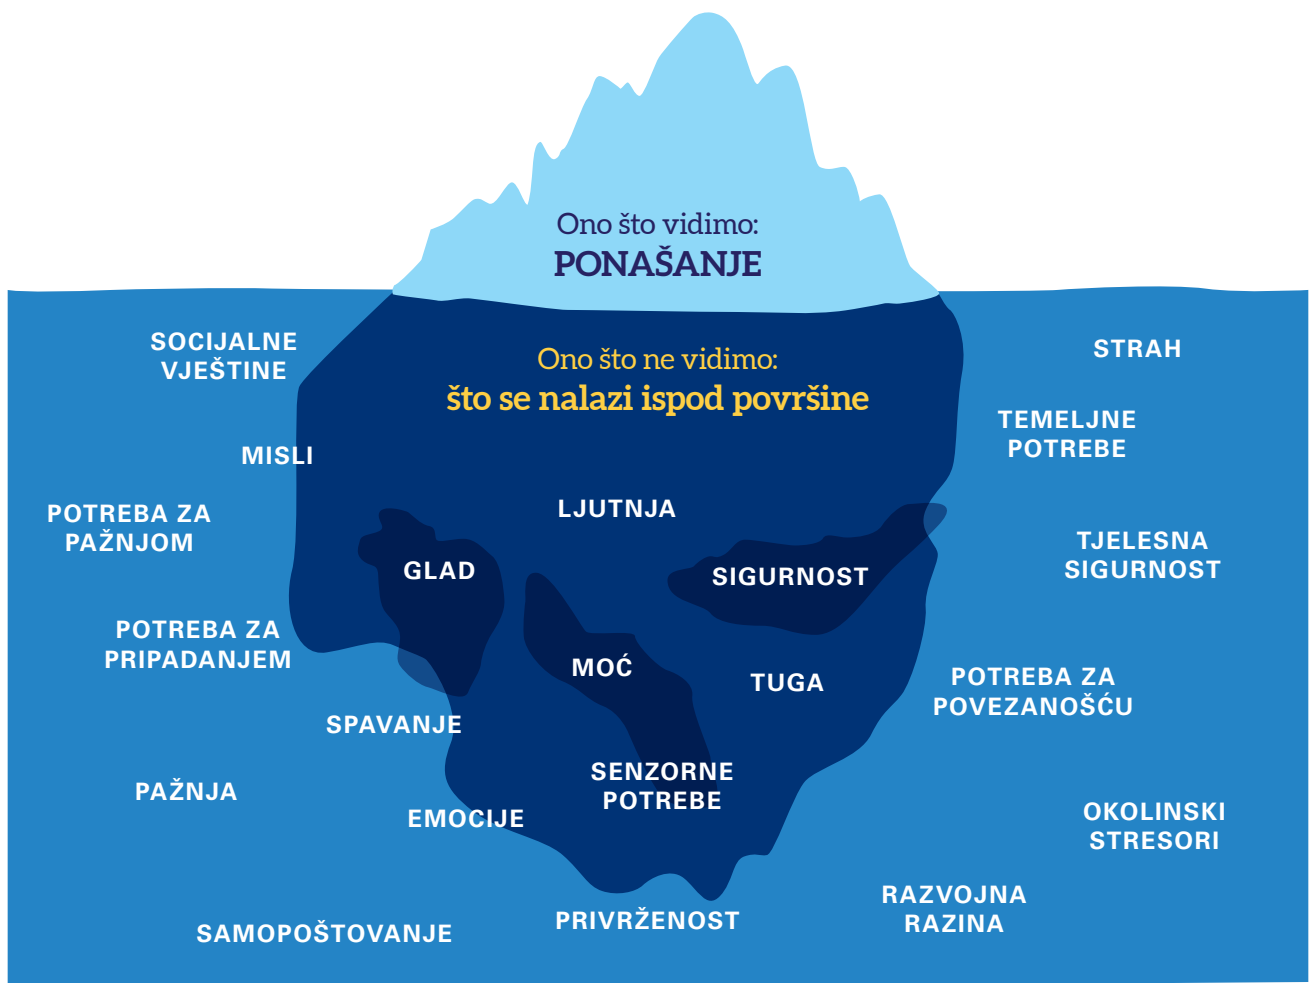 Ono što vidimo:
PONAŠANJE
Ono što ne vidimo:
što se nalazi ispod površine
SOCIJALNE
VJEŠTINE
STRAH
TEMELJNE
POTREBE
MISLI
POTREBA ZA
PAŽNJOM
LJUTNJA
TJELESNA
SIGURNOST
GLAD
SIGURNOST
POTREBA ZA
PRIPADANJEM
MOĆ
TUGA
POTREBA ZA
POVEZANOŠĆU
SPAVANJE
SENZORNE
POTREBE
PAŽNJA
EMOCIJE
OKOLINSKI
STRESORI
RAZVOJNA
RAZINA
PRIVRŽENOST
SAMOPOŠTOVANJE